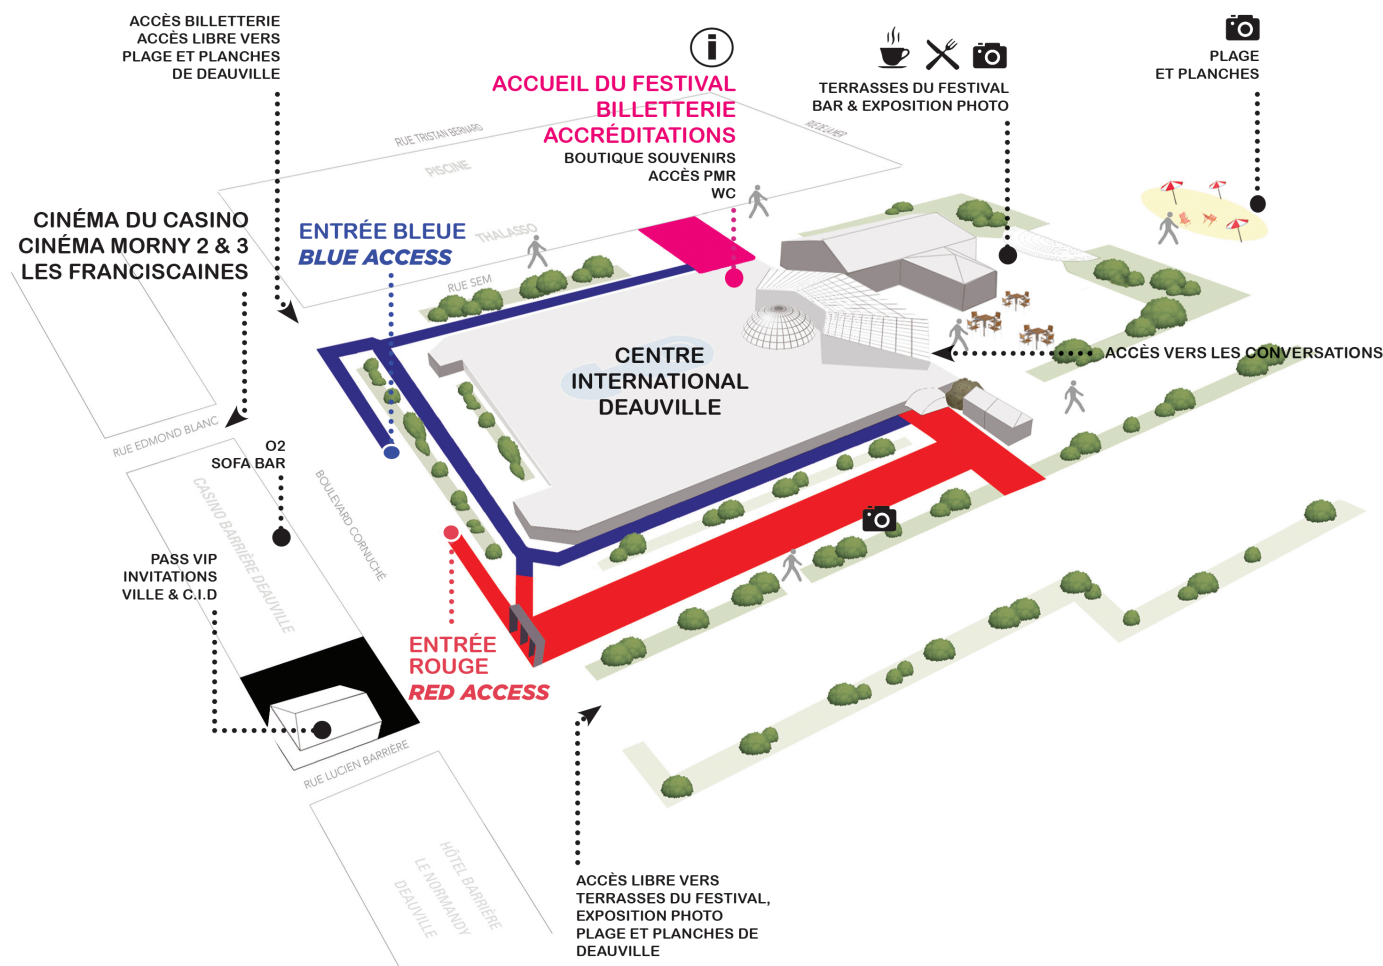 ACCÈS BILLETTERIE
ACCÈS LIBRE VERS
PLAGE ET PLANCHES
DE DEAUVILLE
i
ACCUEIL DU FESTIVAL
BILLETTERIE
ACCRÉDITATIONS
BOUTIQUE SOUVENIRS
ACCÈS PMR
WC
TERRASSES DU FESTIVAL
BAR & EXPOSITION PHOTO
PLAGE
ET PLANCHES
RUE TRISTAN BERNARD
PISCINE
CINÉMA DU CASINO
CINÉMA MORNY 2 & 3
LES FRANCISCAINES
ENTRÉE BLEUE
BLUE ACCESS
THALASSO
RUE SEM
CENTRE
INTERNATIONAL
DEAUVILLE
ACCÈS VERS LES CONVERSATIONS
RUE EDMOND BLANC
O2
SOFA BAR
CASINO BARRIÈRE DEAUVILLE
BOULEVARD CORNUCHÉ
PASS VIP
INVITATIONS
VILLE & C.I.D
ENTRÉE
ROUGE
RED ACCESS
RUE LUCIEN BARRIÈRE
HÔTEL BARRIÈRE
LE NORMANDY
DEAUVILLE
ACCÈS LIBRE VERS
TERRASSES DU FESTIVAL,
EXPOSITION PHOTO
PLAGE ET PLANCHES DE
DEAUVILLE